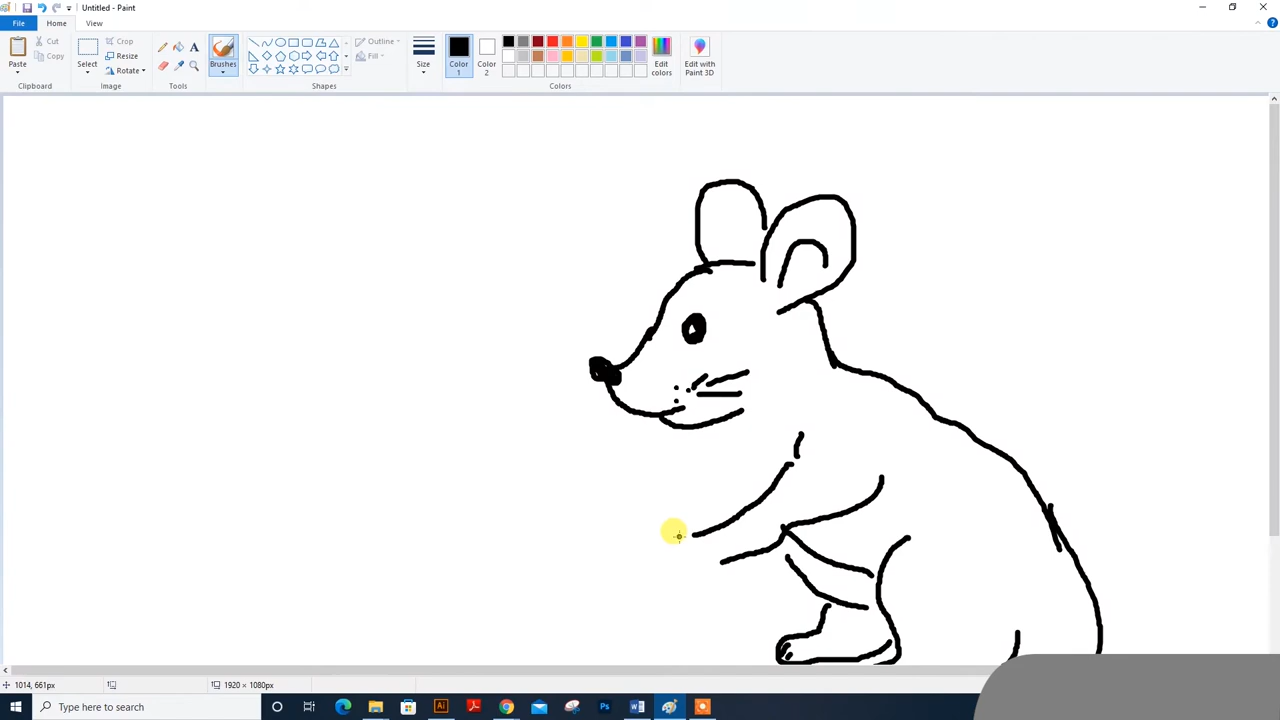 Untitled - Paint
File Home View
Paste
Cut
Copy
Clipboard
Select
Crop
Resize
Rotate
Image
A
Tools
Brushes
Outline
Fill
Shapes
Size
Color 1
Color 2
Edit colors
Colors
Edit with Paint 3D
1014, 661px
1920 × 1080px
Type here to search
Ai
Ps
W